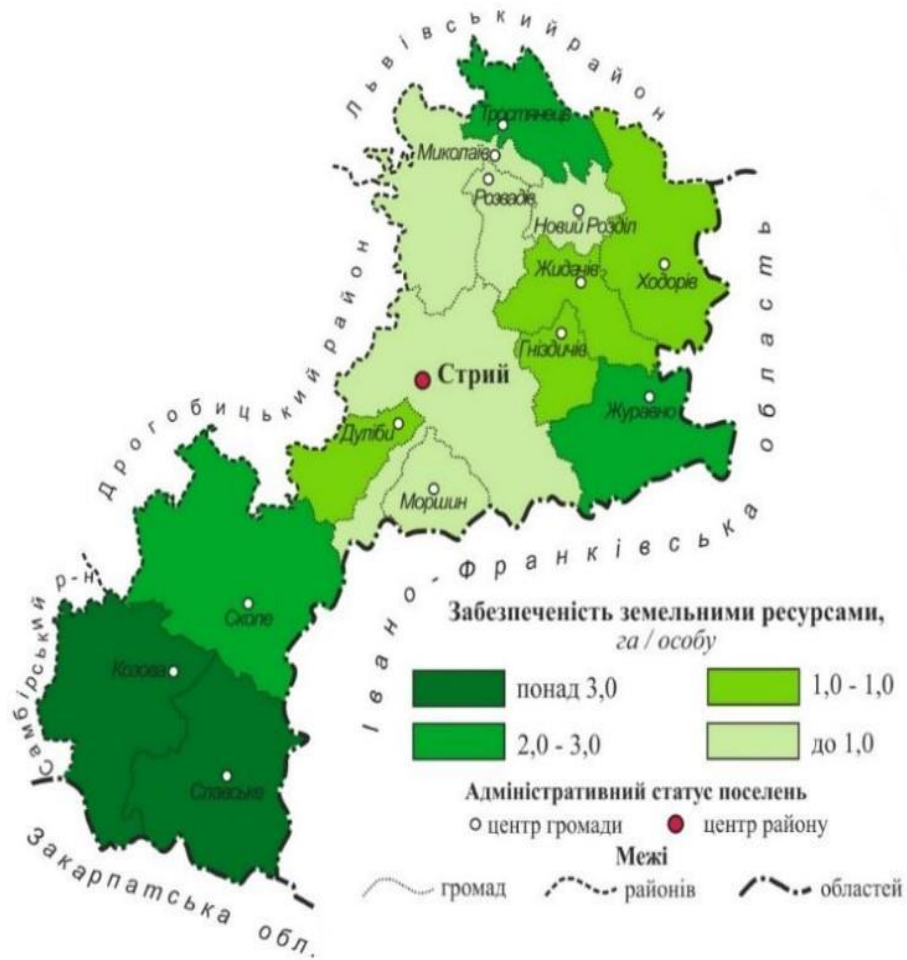 Львівський район
Тростянець
Миколаїв
Розвадів
Новий Розділ
Жидачів
Ходорів
Гніздичів
Стрий
Журавно
Дуліби
Моршин
Дрогобицький район
область
Івано-Франківська
Сколе
Самбірський р-н
Козова
Славське
Закарпатська обл.
Забезпеченість земельними ресурсами,
га / особу
понад 3,0
1,0 - 1,0
2,0 - 3,0
до 1,0
Адміністративний статус поселень
центр громади
центр району
Межі
громад
районів
областей